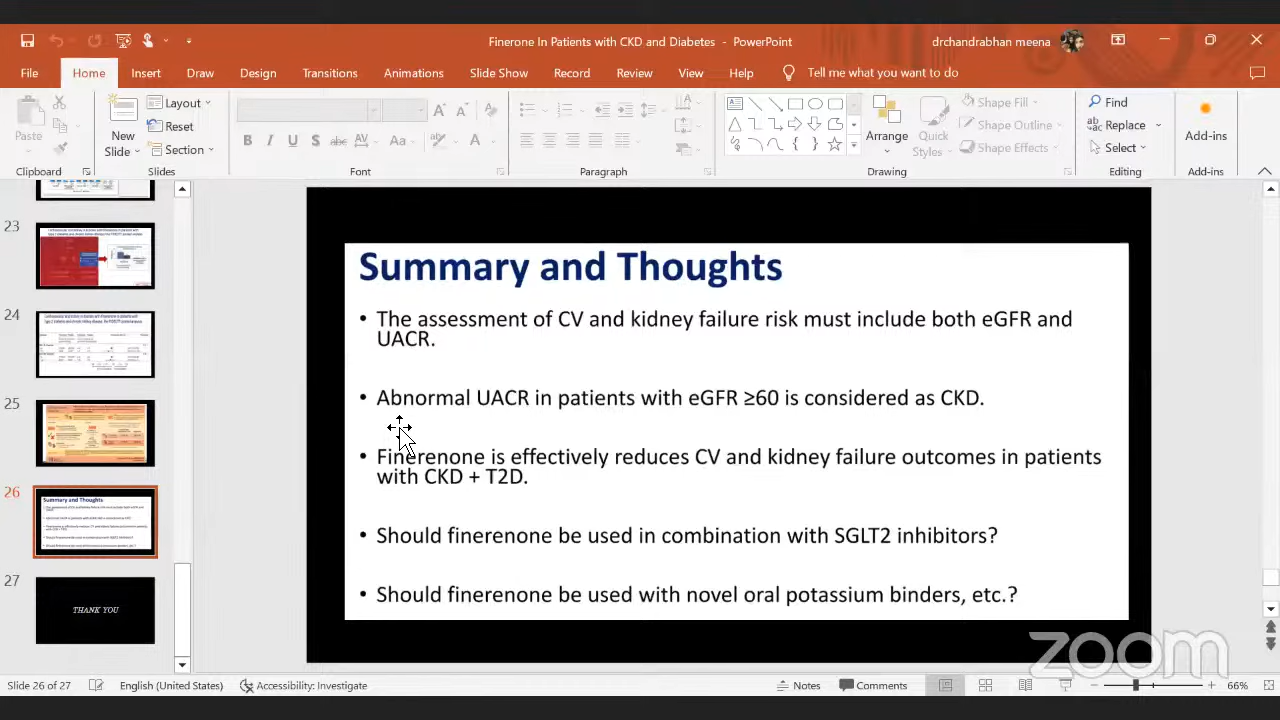 Finerone In Patients with CKD and Diabetes - PowerPoint
drchandrabhan meena
File Home Insert Draw Design Transitions Animations Slide Show Record Review View Help Tell me what you want to do
Paste
New Slide
Layout
Reset
Section
B I U S abc AV Aa A
A A
Arrange
Quick Styles
Shape Fill
Shape Outline
Shape Effects
Find
Replace
Select
Add-ins
Clipboard Slides Font Paragraph Drawing Editing Add-ins
23
24
25
26
Summary and Thoughts
27
THANK YOU
Summary and Thoughts
• The assessment of CV and kidney failure risk must include both eGFR and
UACR.
• Abnormal UACR in patients with eGFR ≥60 is considered as CKD.
• Finerenone is effectively reduces CV and kidney failure outcomes in patients
with CKD + T2D.
• Should finerenone be used in combination with SGLT2 inhibitors?
• Should finerenone be used with novel oral potassium binders, etc.?
zoom
Slide 26 of 27 English (United States) Accessibility: Investigate Notes Comments 66%